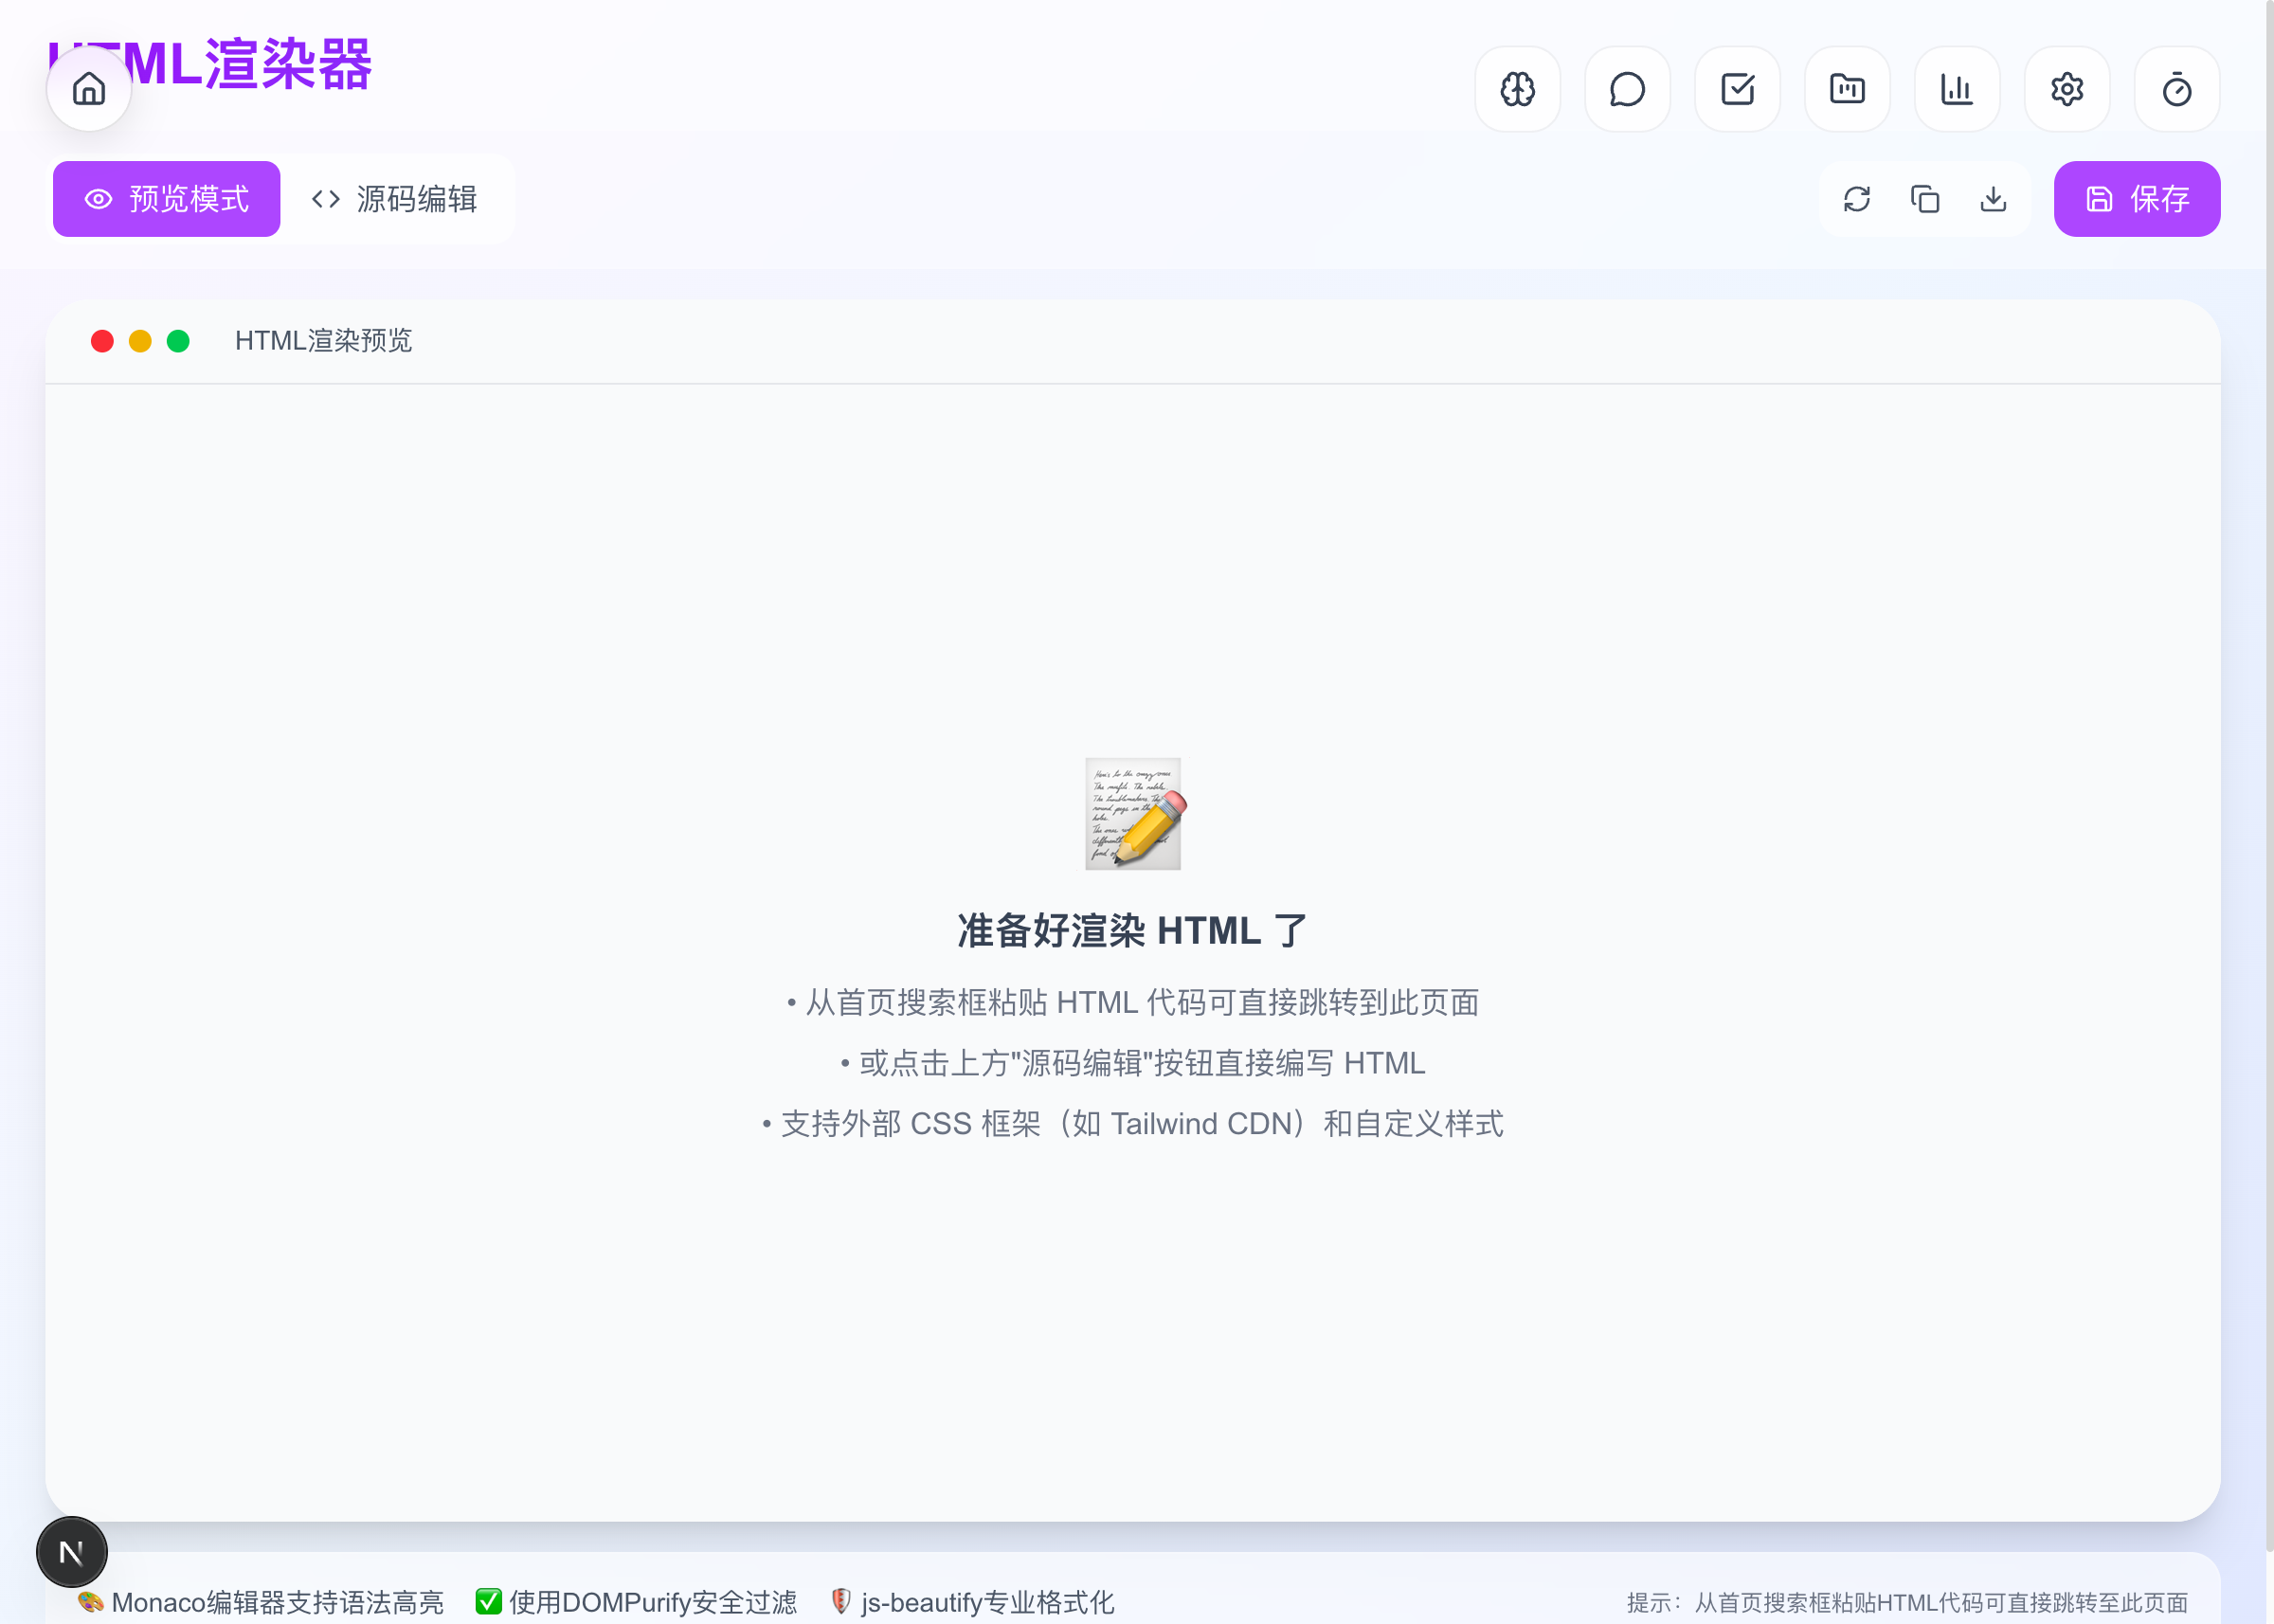 HTML渲染器
预览模式
源码编辑
保存
HTML渲染预览
准备好渲染 HTML 了
• 从首页搜索框粘贴 HTML 代码可直接跳转到此页面
• 或点击上方"源码编辑"按钮直接编写 HTML
• 支持外部 CSS 框架（如 Tailwind CDN）和自定义样式
N
Monaco编辑器支持语法高亮
使用DOMPurify安全过滤
js-beautify专业格式化
提示：从首页搜索框粘贴HTML代码可直接跳转至此页面